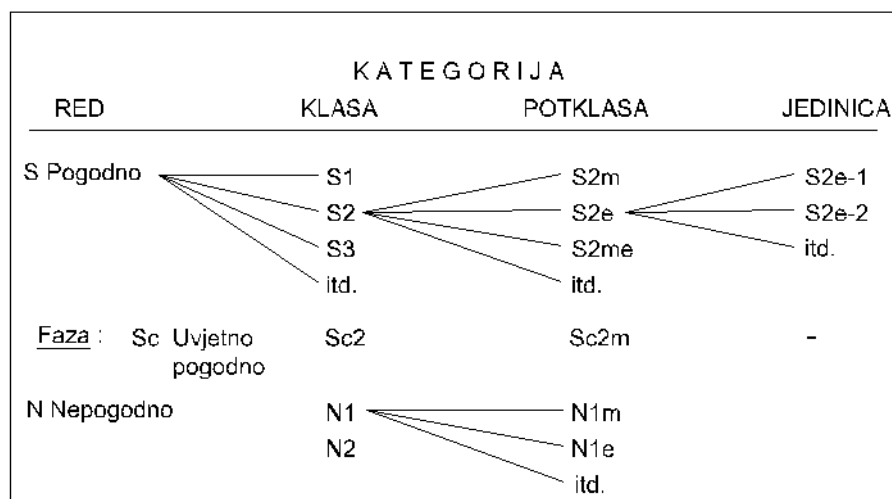 KATEGORIJA
RED KLASA POTKLASA JEDINICA
S Pogodno S1 S2m S2e-1
S2 S2e S2e-2
S3 S2me itd.
itd. itd.
Faza : Sc Uvjetno Sc2 Sc2m -
pogodno
N Nepogodno N1 N1m
N2 N1e
itd.